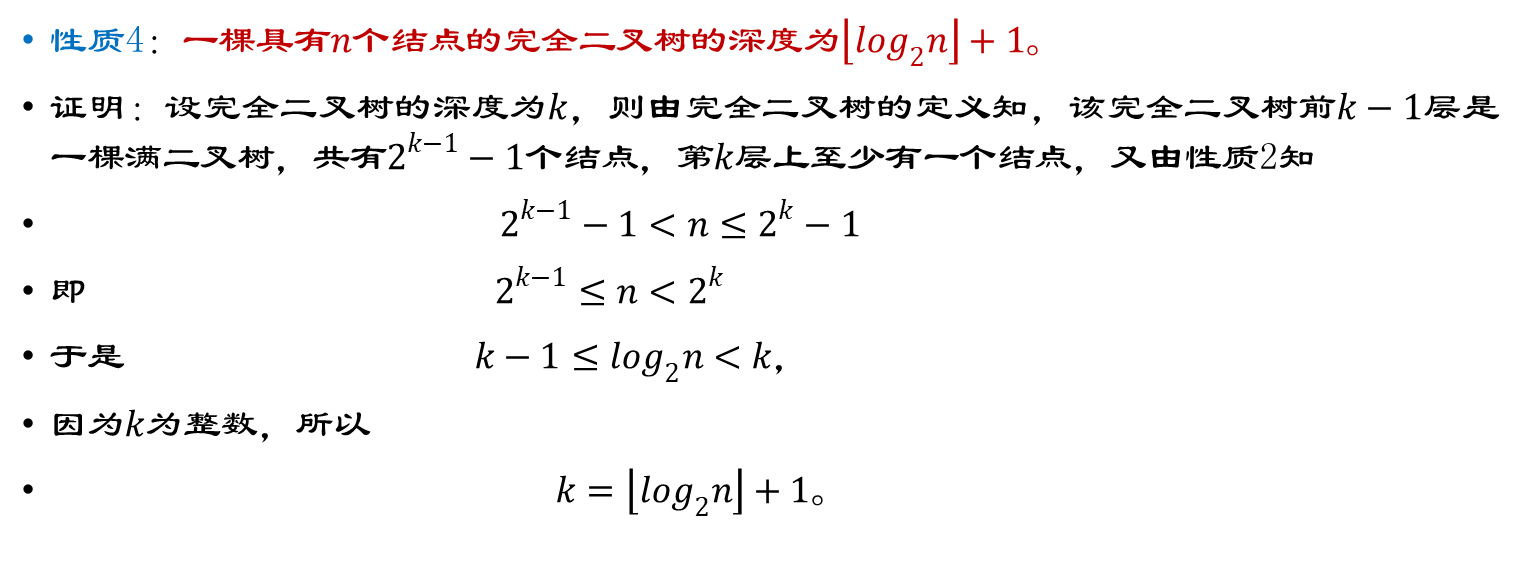 • 性质4：一棵具有n个结点的完全二叉树的深度为⌊log₂n⌋ + 1。
• 证明：设完全二叉树的深度为k，则由完全二叉树的定义知，该完全二叉树前k − 1层是
一棵满二叉树，共有2^{k−1} − 1个结点，第k层上至少有一个结点，又由性质2知
• 2^{k−1} − 1 < n ≤ 2^k − 1
• 即 2^{k−1} ≤ n < 2^k
• 于是 k − 1 ≤ log₂n < k，
• 因为k为整数，所以
• k = ⌊log₂n⌋ + 1。